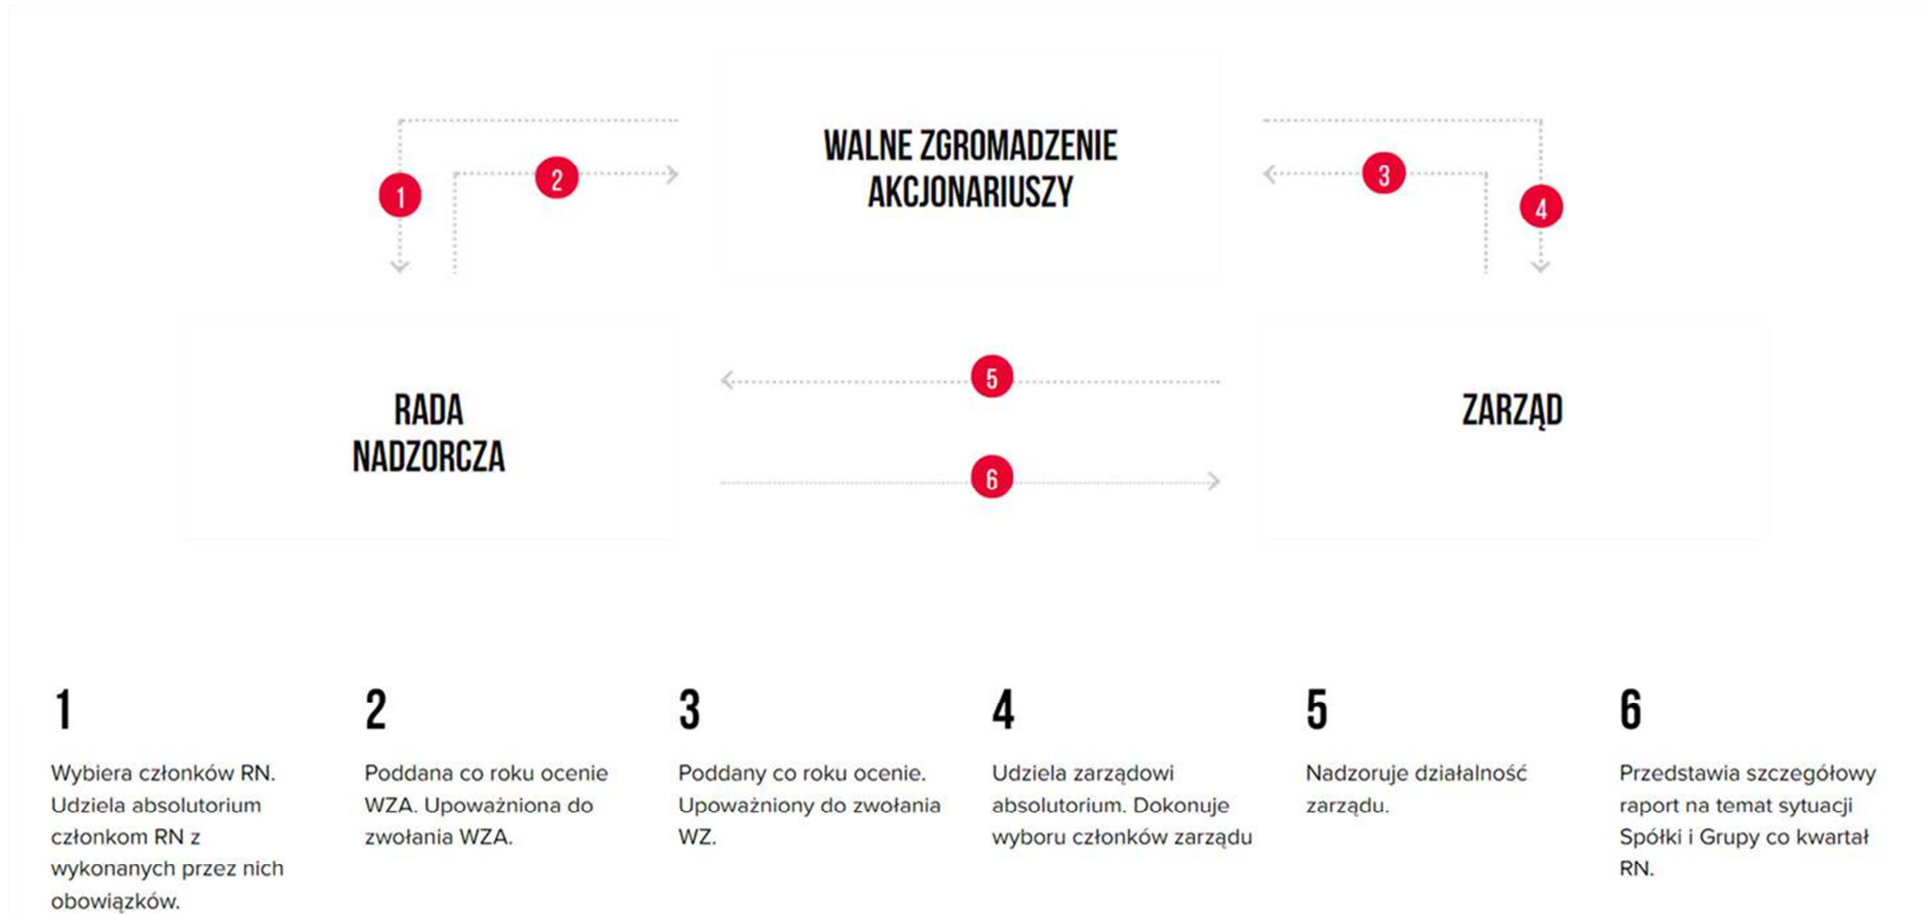 WALNE ZGROMADZENIE
AKCJONARIUSZY
1
2
3
4
RADA
NADZORCZA
5
6
ZARZĄD
1
Wybiera członków RN.
Udziela absolutorium
członkom RN z
wykonanych przez nich
obowiązków.
2
Poddana co roku ocenie
WZA. Upoważniona do
zwołania WZA.
3
Poddany co roku ocenie.
Upoważniony do zwołania
WZ.
4
Udziela zarządowi
absolutorium. Dokonuje
wyboru członków zarządu
5
Nadzoruje działalność
zarządu.
6
Przedstawia szczegółowy
raport na temat sytuacji
Spółki i Grupy co kwartał
RN.